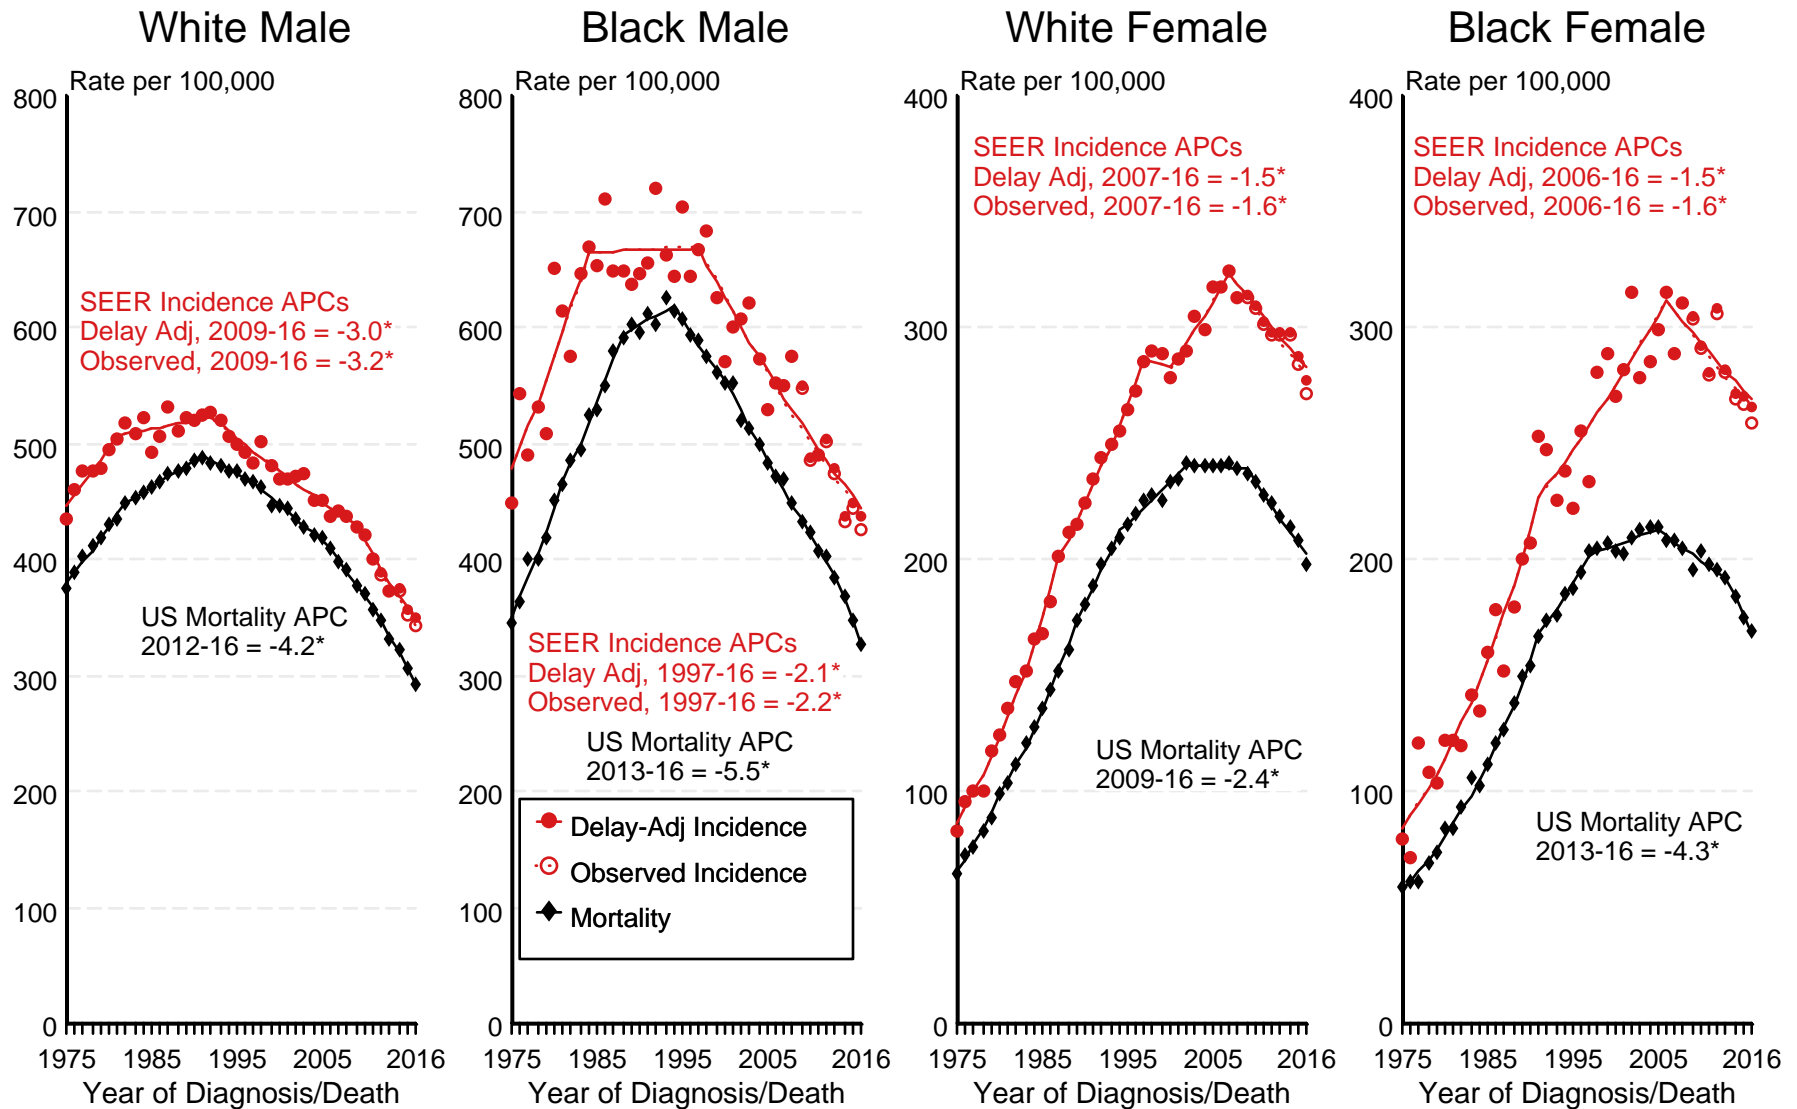 White Male
Rate per 100,000
800
700
600
500
400
300
200
100
0
SEER Incidence APCs
Delay Adj, 2009-16 = -3.0*
Observed, 2009-16 = -3.2*
US Mortality APC
2012-16 = -4.2*
1975 1985 1995 2005 2016
Year of Diagnosis/Death
Black Male
Rate per 100,000
800
700
600
500
400
300
200
100
0
SEER Incidence APCs
Delay Adj, 1997-16 = -2.1*
Observed, 1997-16 = -2.2*
US Mortality APC
2013-16 = -5.5*
Delay-Adj Incidence
Observed Incidence
Mortality
1975 1985 1995 2005 2016
Year of Diagnosis/Death
White Female
Rate per 100,000
400
300
200
100
0
SEER Incidence APCs
Delay Adj, 2007-16 = -1.5*
Observed, 2007-16 = -1.6*
US Mortality APC
2009-16 = -2.4*
1975 1985 1995 2005 2016
Year of Diagnosis/Death
Black Female
Rate per 100,000
400
300
200
100
0
SEER Incidence APCs
Delay Adj, 2006-16 = -1.5*
Observed, 2006-16 = -1.6*
US Mortality APC
2013-16 = -4.3*
1975 1985 1995 2005 2016
Year of Diagnosis/Death